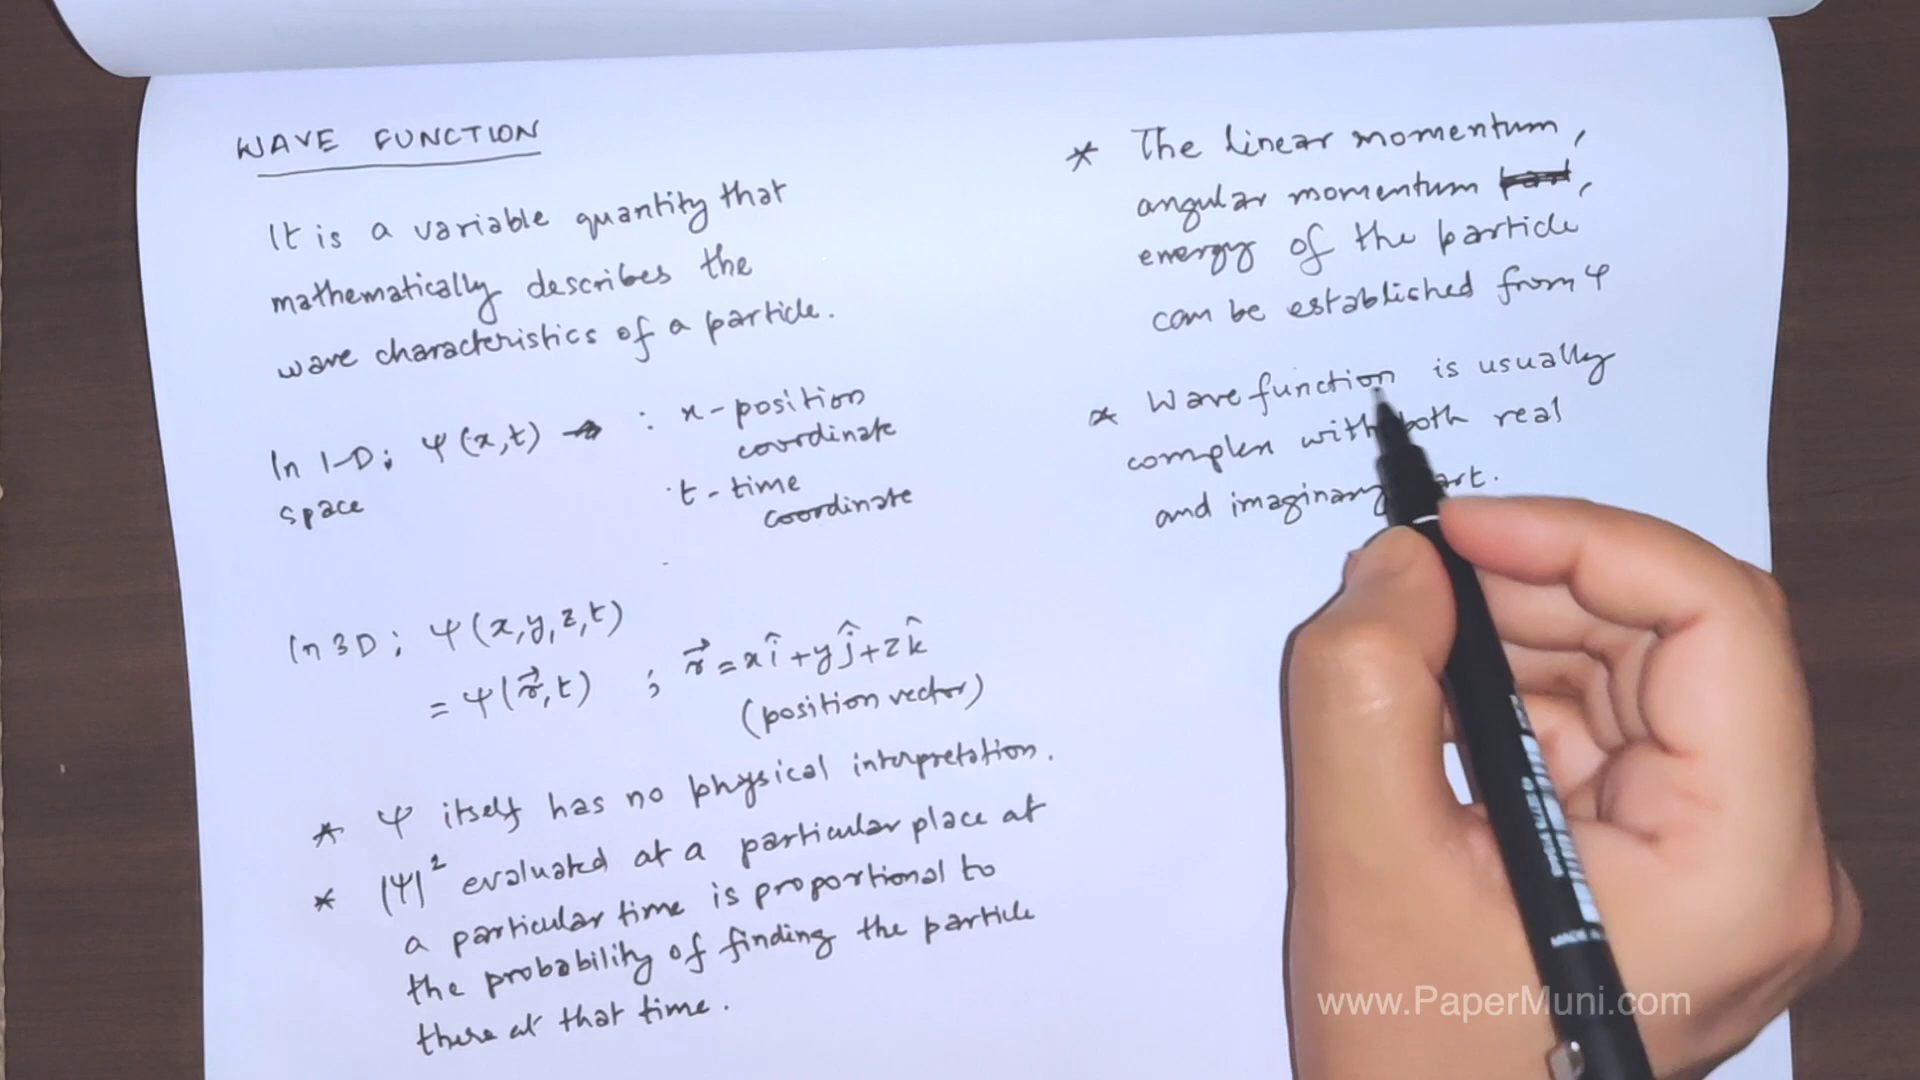 WAVE FUNCTION
It is a variable quantity that
mathematically describes the
wave characteristics of a particle.
In 1-D; ψ(x,t) → : x - position
coordinate
space
t - time
coordinate
In 3D; ψ(x,y,z,t)
= ψ(r⃗,t) ; r⃗ = xî + yĵ + zk̂
(position vector)
* ψ itself has no physical interpretation.
* |ψ|² evaluated at a particular place at
a particular time is proportional to
the probability of finding the particle
there at that time.
* The linear momentum,
angular momentum ,
energy of the particle
can be established from ψ
* Wave function is usually
complex with both real
and imaginary part.
www.PaperMuni.com